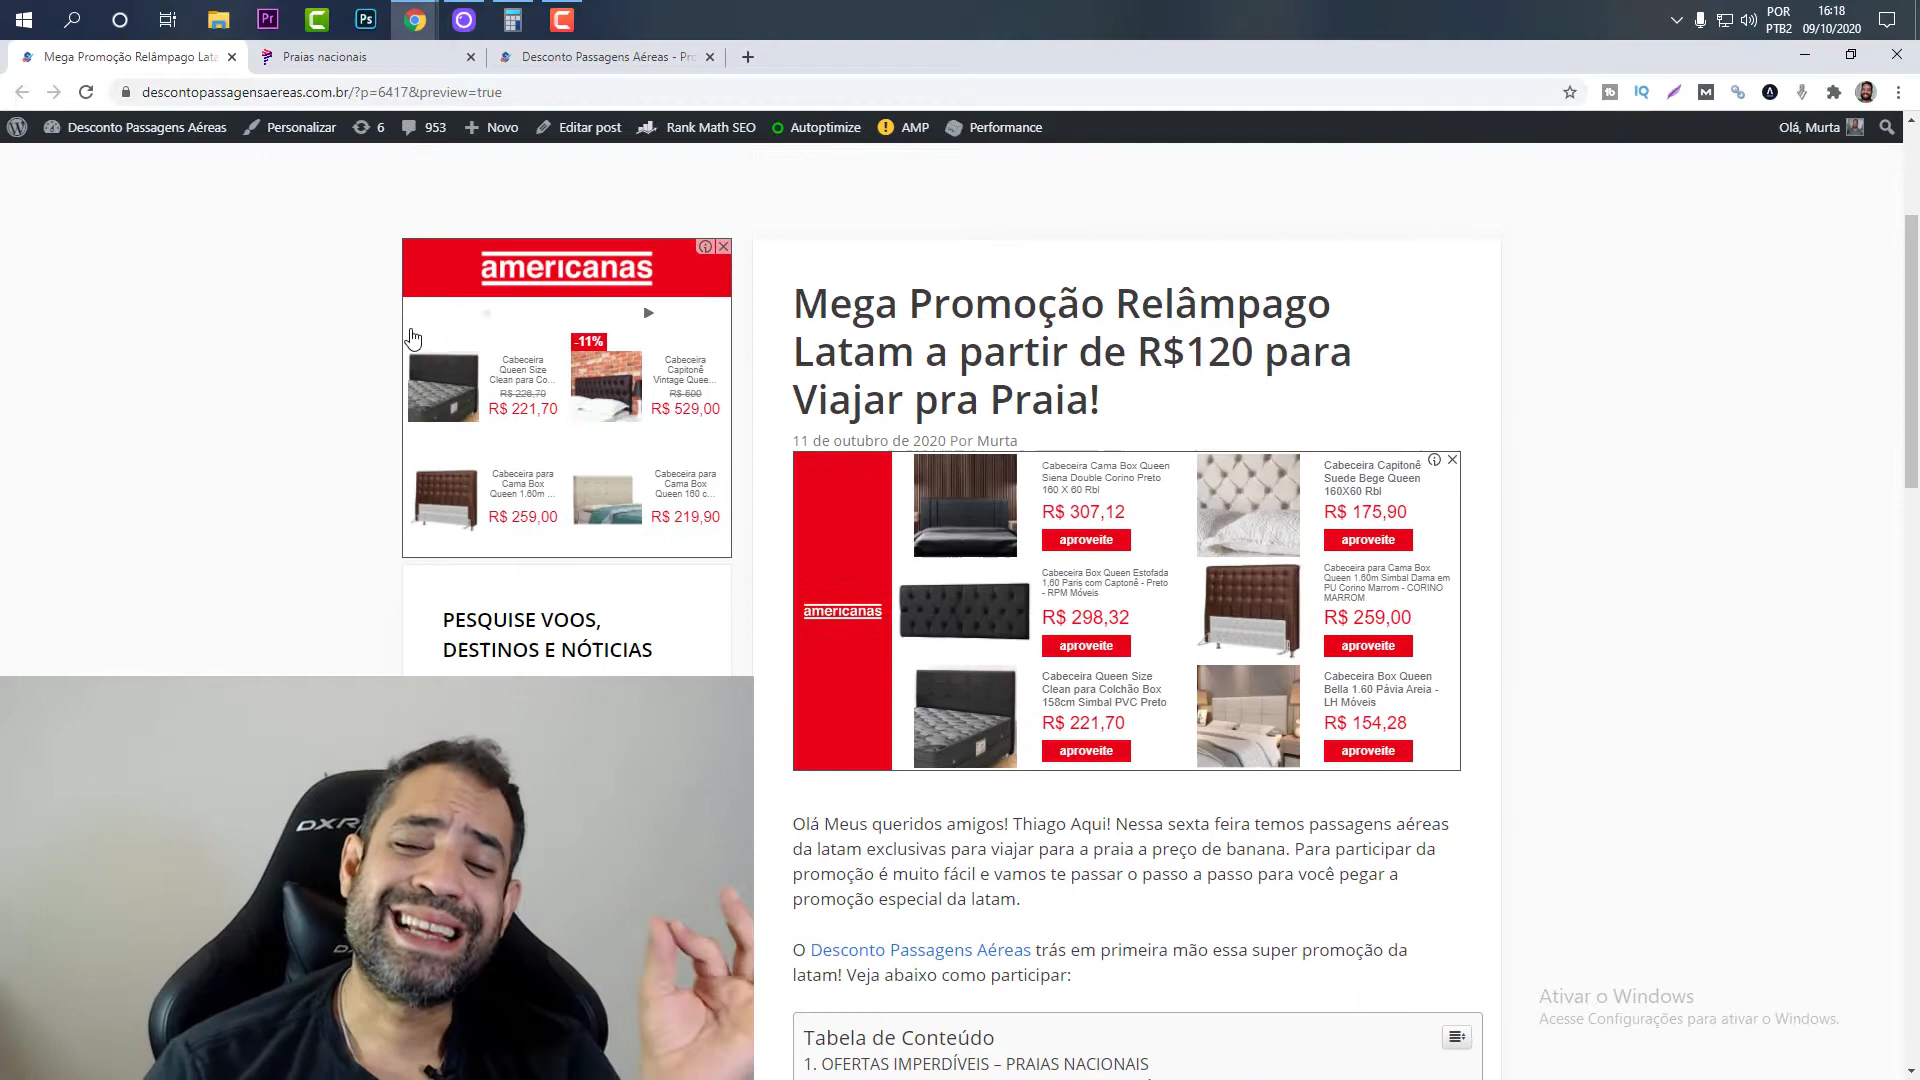 Pr
Ps
POR
PTB2
16:18
09/10/2020
Mega Promoção Relâmpago Lata
Praias nacionais
Desconto Passagens Aéreas - Pro
descontopassagensaereas.com.br/?p=6417&preview=true
Desconto Passagens Aéreas
Personalizar
6
953
Novo
Editar post
Rank Math SEO
Autoptimize
AMP
Performance
Olá, Murta
americanas
Cabeceira
Queen Size
Clean para Co...
R$ 226,70
R$ 221,70
-11%
Cabeceira
Capitonê
Vintage Quee...
R$ 600
R$ 529,00
Cabeceira para
Cama Box
Queen 1.60m ...
R$ 259,00
Cabeceira para
Cama Box
Queen 160 c...
R$ 219,90
PESQUISE VOOS,
DESTINOS E NÓTICIAS
Mega Promoção Relâmpago
Latam a partir de R$120 para
Viajar pra Praia!
11 de outubro de 2020 Por Murta
americanas
Cabeceira Cama Box Queen
Siena Double Corino Preto
160 X 60 Rbl
R$ 307,12
aproveite
Cabeceira Capitonê
Suede Bege Queen
160X60 Rbl
R$ 175,90
aproveite
Cabeceira Box Queen Estofada
1,60 Paris com Captonê - Preto
- RPM Móveis
R$ 298,32
aproveite
Cabeceira para Cama Box
Queen 1.60m Simbal Dama em
PU Corino Marrom - CORINO
MARROM
R$ 259,00
aproveite
Cabeceira Queen Size
Clean para Colchão Box
158cm Simbal PVC Preto
R$ 221,70
aproveite
Cabeceira Box Queen
Bella 1.60 Pávia Areia -
LH Móveis
R$ 154,28
aproveite
Olá Meus queridos amigos! Thiago Aqui! Nessa sexta feira temos passagens aéreas
da latam exclusivas para viajar para a praia a preço de banana. Para participar da
promoção é muito fácil e vamos te passar o passo a passo para você pegar a
promoção especial da latam.
O Desconto Passagens Aéreas trás em primeira mão essa super promoção da
latam! Veja abaixo como participar:
Tabela de Conteúdo
1. OFERTAS IMPERDÍVEIS – PRAIAS NACIONAIS
DXR
Ativar o Windows
Acesse Configurações para ativar o Windows.